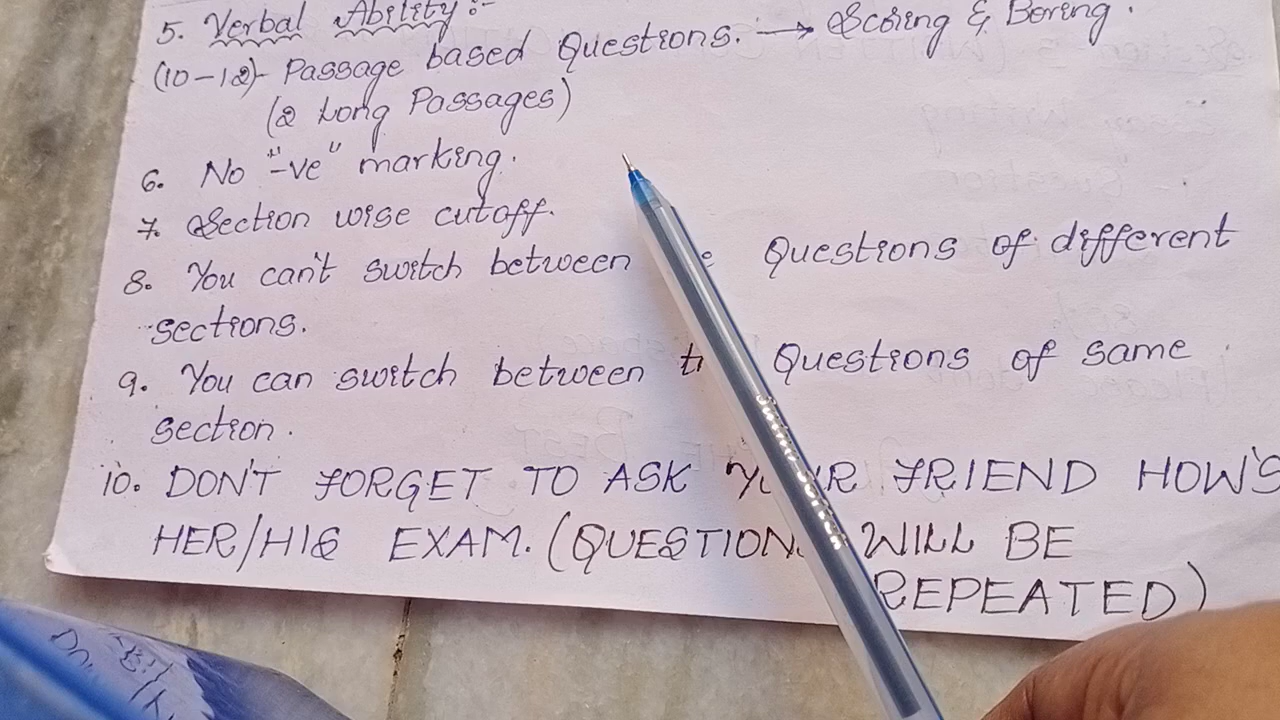 5. Verbal Ability:-
(10-12)- Passage based Questions. → Scoring & Boring.
(2 Long Passages)
6. No "-ve" marking.
7. Section wise cutoff.
8. You can't switch between Questions of different
sections.
9. You can switch between Questions of same
section.
10. DON'T FORGET TO ASK YOUR FRIEND HOW'S
HER/HIS EXAM. (QUESTIONS WILL BE
REPEATED)